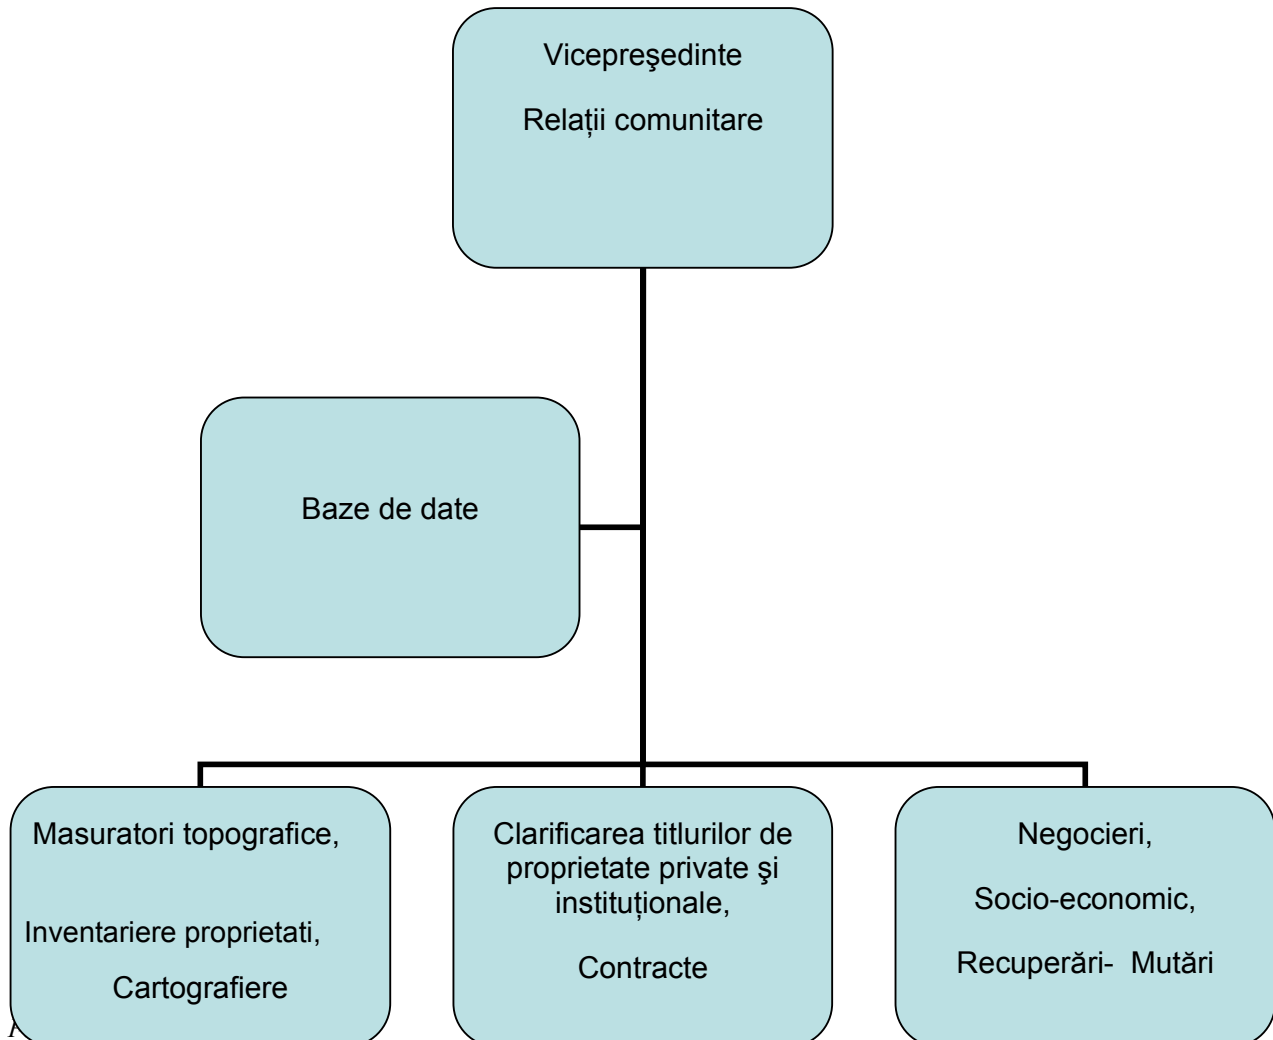 Vicepreşedinte
Relații comunitare
Baze de date
Masuratori topografice,
Inventariere proprietati,
Cartografiere
Clarificarea titlurilor de
proprietate private şi
instituționale,
Contracte
Negocieri,
Socio-economic,
Recuperări- Mutări